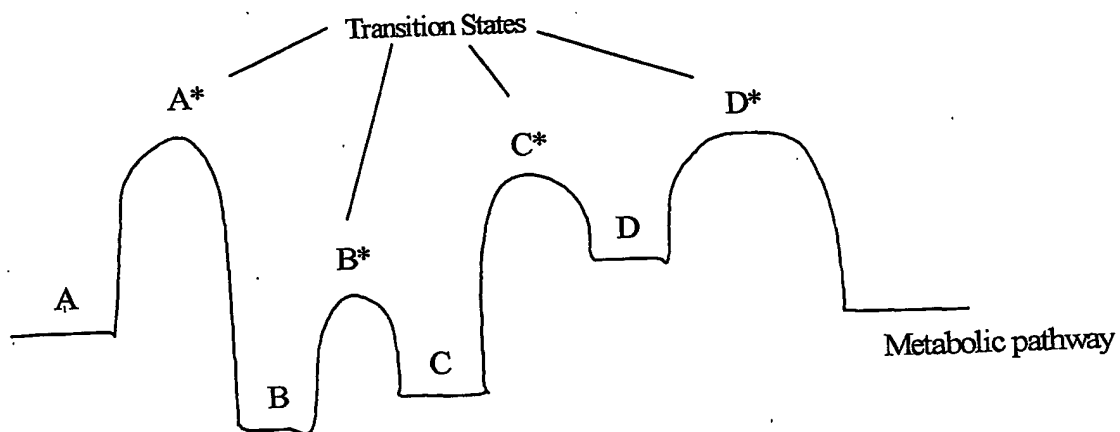 Transition States
A*
D*
C*
D
B*
A
Metabolic pathway
C
B